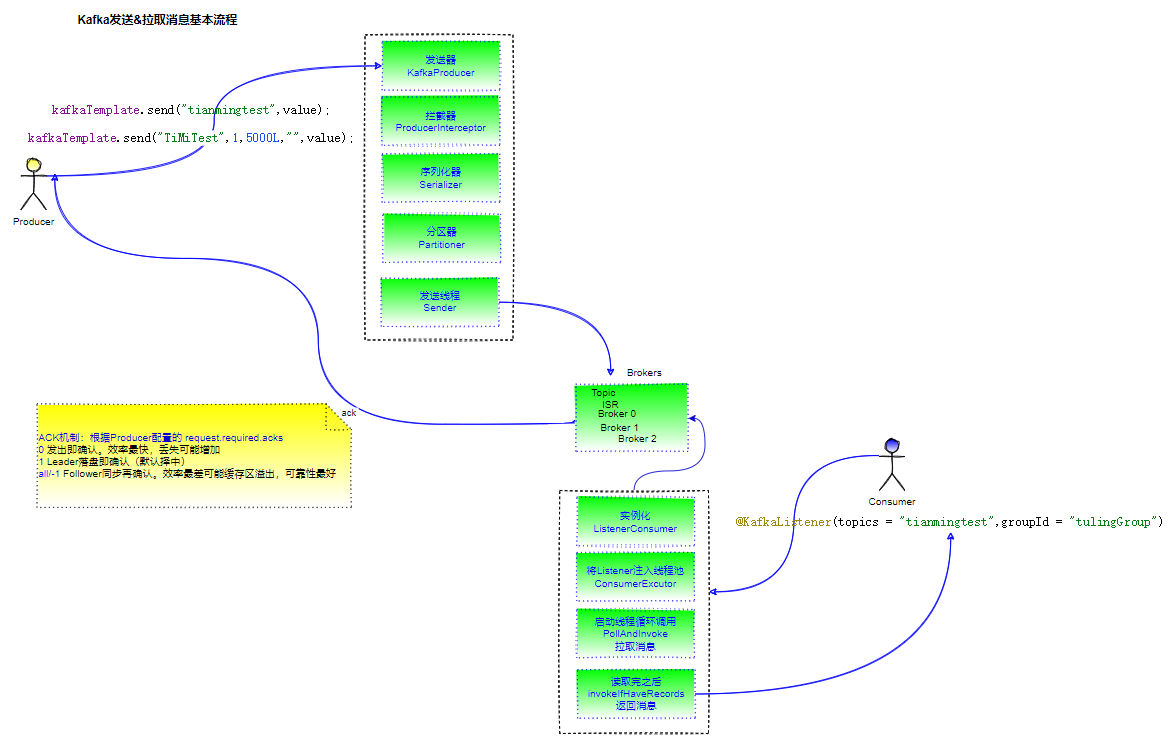 Kafka发送&拉取消息基本流程
kafkaTemplate.send("tianmingtest",value);
kafkaTemplate.send("TiMiTest",1,5000L,"",value);
Producer
发送器
KafkaProducer
拦截器
ProducerInterceptor
序列化器
Serializer
分区器
Partitioner
发送线程
Sender
Brokers
Topic
ISR
Broker 0
Broker 1
Broker 2
ack
ACK机制：根据Producer配置的 request.required.acks
0 发出即确认。效率最快，丢失可能增加
1 Leader落盘即确认（默认择中）
all/-1 Follower同步再确认。效率最差可能缓存区溢出，可靠性最好
Consumer
@KafkaListener(topics = "tianmingtest",groupId = "tulingGroup")
实例化
ListenerConsumer
将Listener注入线程池
ConsumerExcutor
启动线程循环调用
PollAndInvoke
拉取消息
读取完之后
invokeIfHaveRecords
返回消息